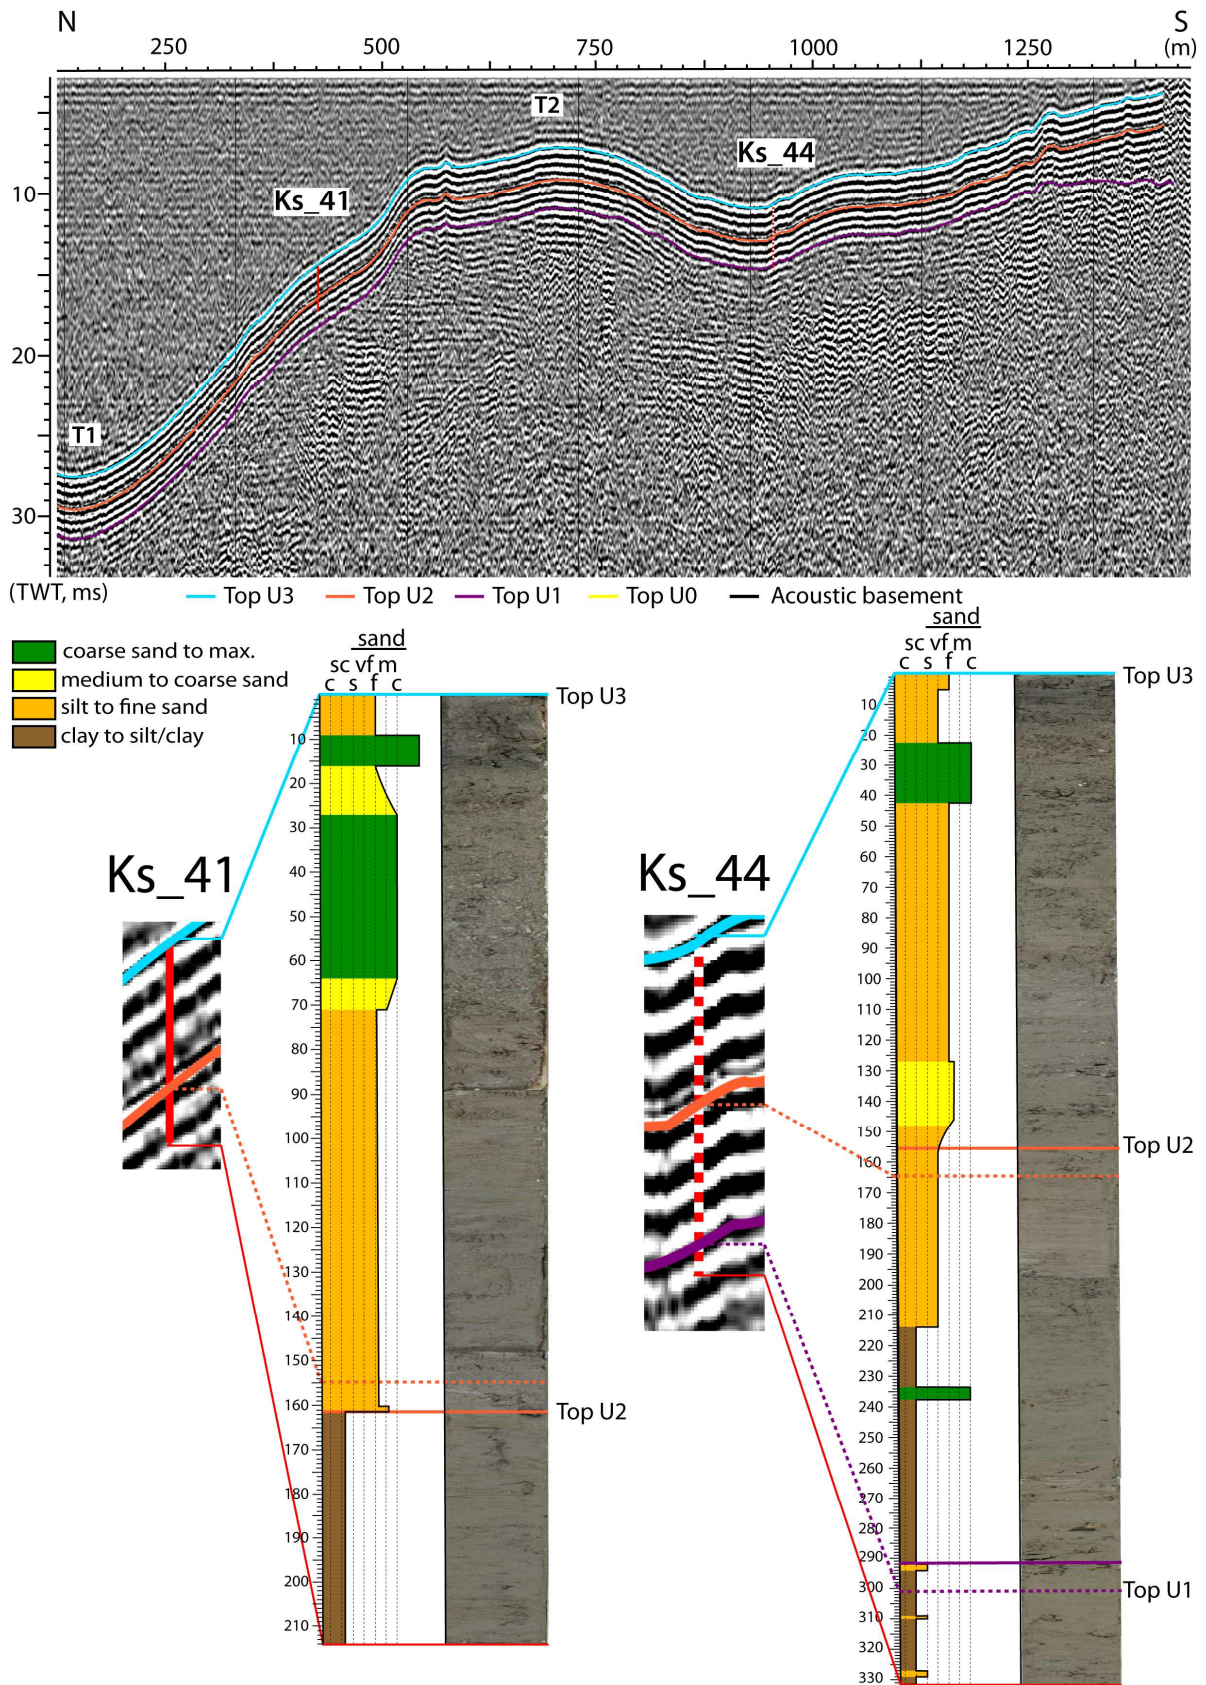 N S
250 500 750 1000 1250 (m)
T2
Ks_44
10
Ks_41
20
T1
30
(TWT, ms) Top U3 Top U2 Top U1 Top U0 Acoustic basement
coarse sand to max.
medium to coarse sand
silt to fine sand
clay to silt/clay
sand
sc vf m
c s f c
Top U3
10
20
30
40
50
60
70
80
90
100
110
120
130
140
150
160
170
180
190
200
210
Top U2
Ks_41
sand
sc vf m
c s f c
Top U3
10
20
30
40
50
60
70
80
90
100
110
120
130
140
150
160
170
180
190
200
210
220
230
240
250
260
270
280
290
300
310
320
330
Top U2
Top U1
Ks_44